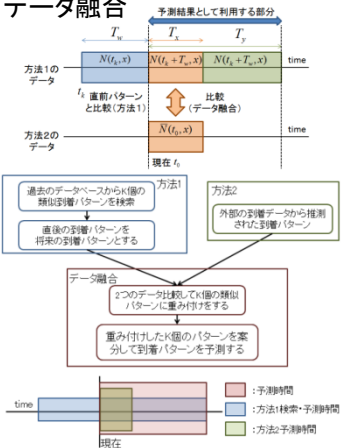 データ融合
予測結果として利用する部分
T_w T_x T_y
方法1の
データ
N(t_k,x) N(t_k+T_w,x) N(t_k+T_w,x) time
t_k 直前パターン
と比較(方法1)
比較
(データ融合)
方法2の
データ
N̄(t_0,x) time
現在 t_0
方法1
過去のデータベースからK個の
類似到着パターンを検索
直後の到着パターンを
将来の到着パターンとする
方法2
外部の到着データから推測
された到着パターン
データ融合
2つのデータ比較してK個の類似
パターンに重み付けをする
重み付けしたK個のパターンを案
分して到着パターンを予測する
time
現在
:予測時間
:方法1検索・予測時間
:方法2予測時間